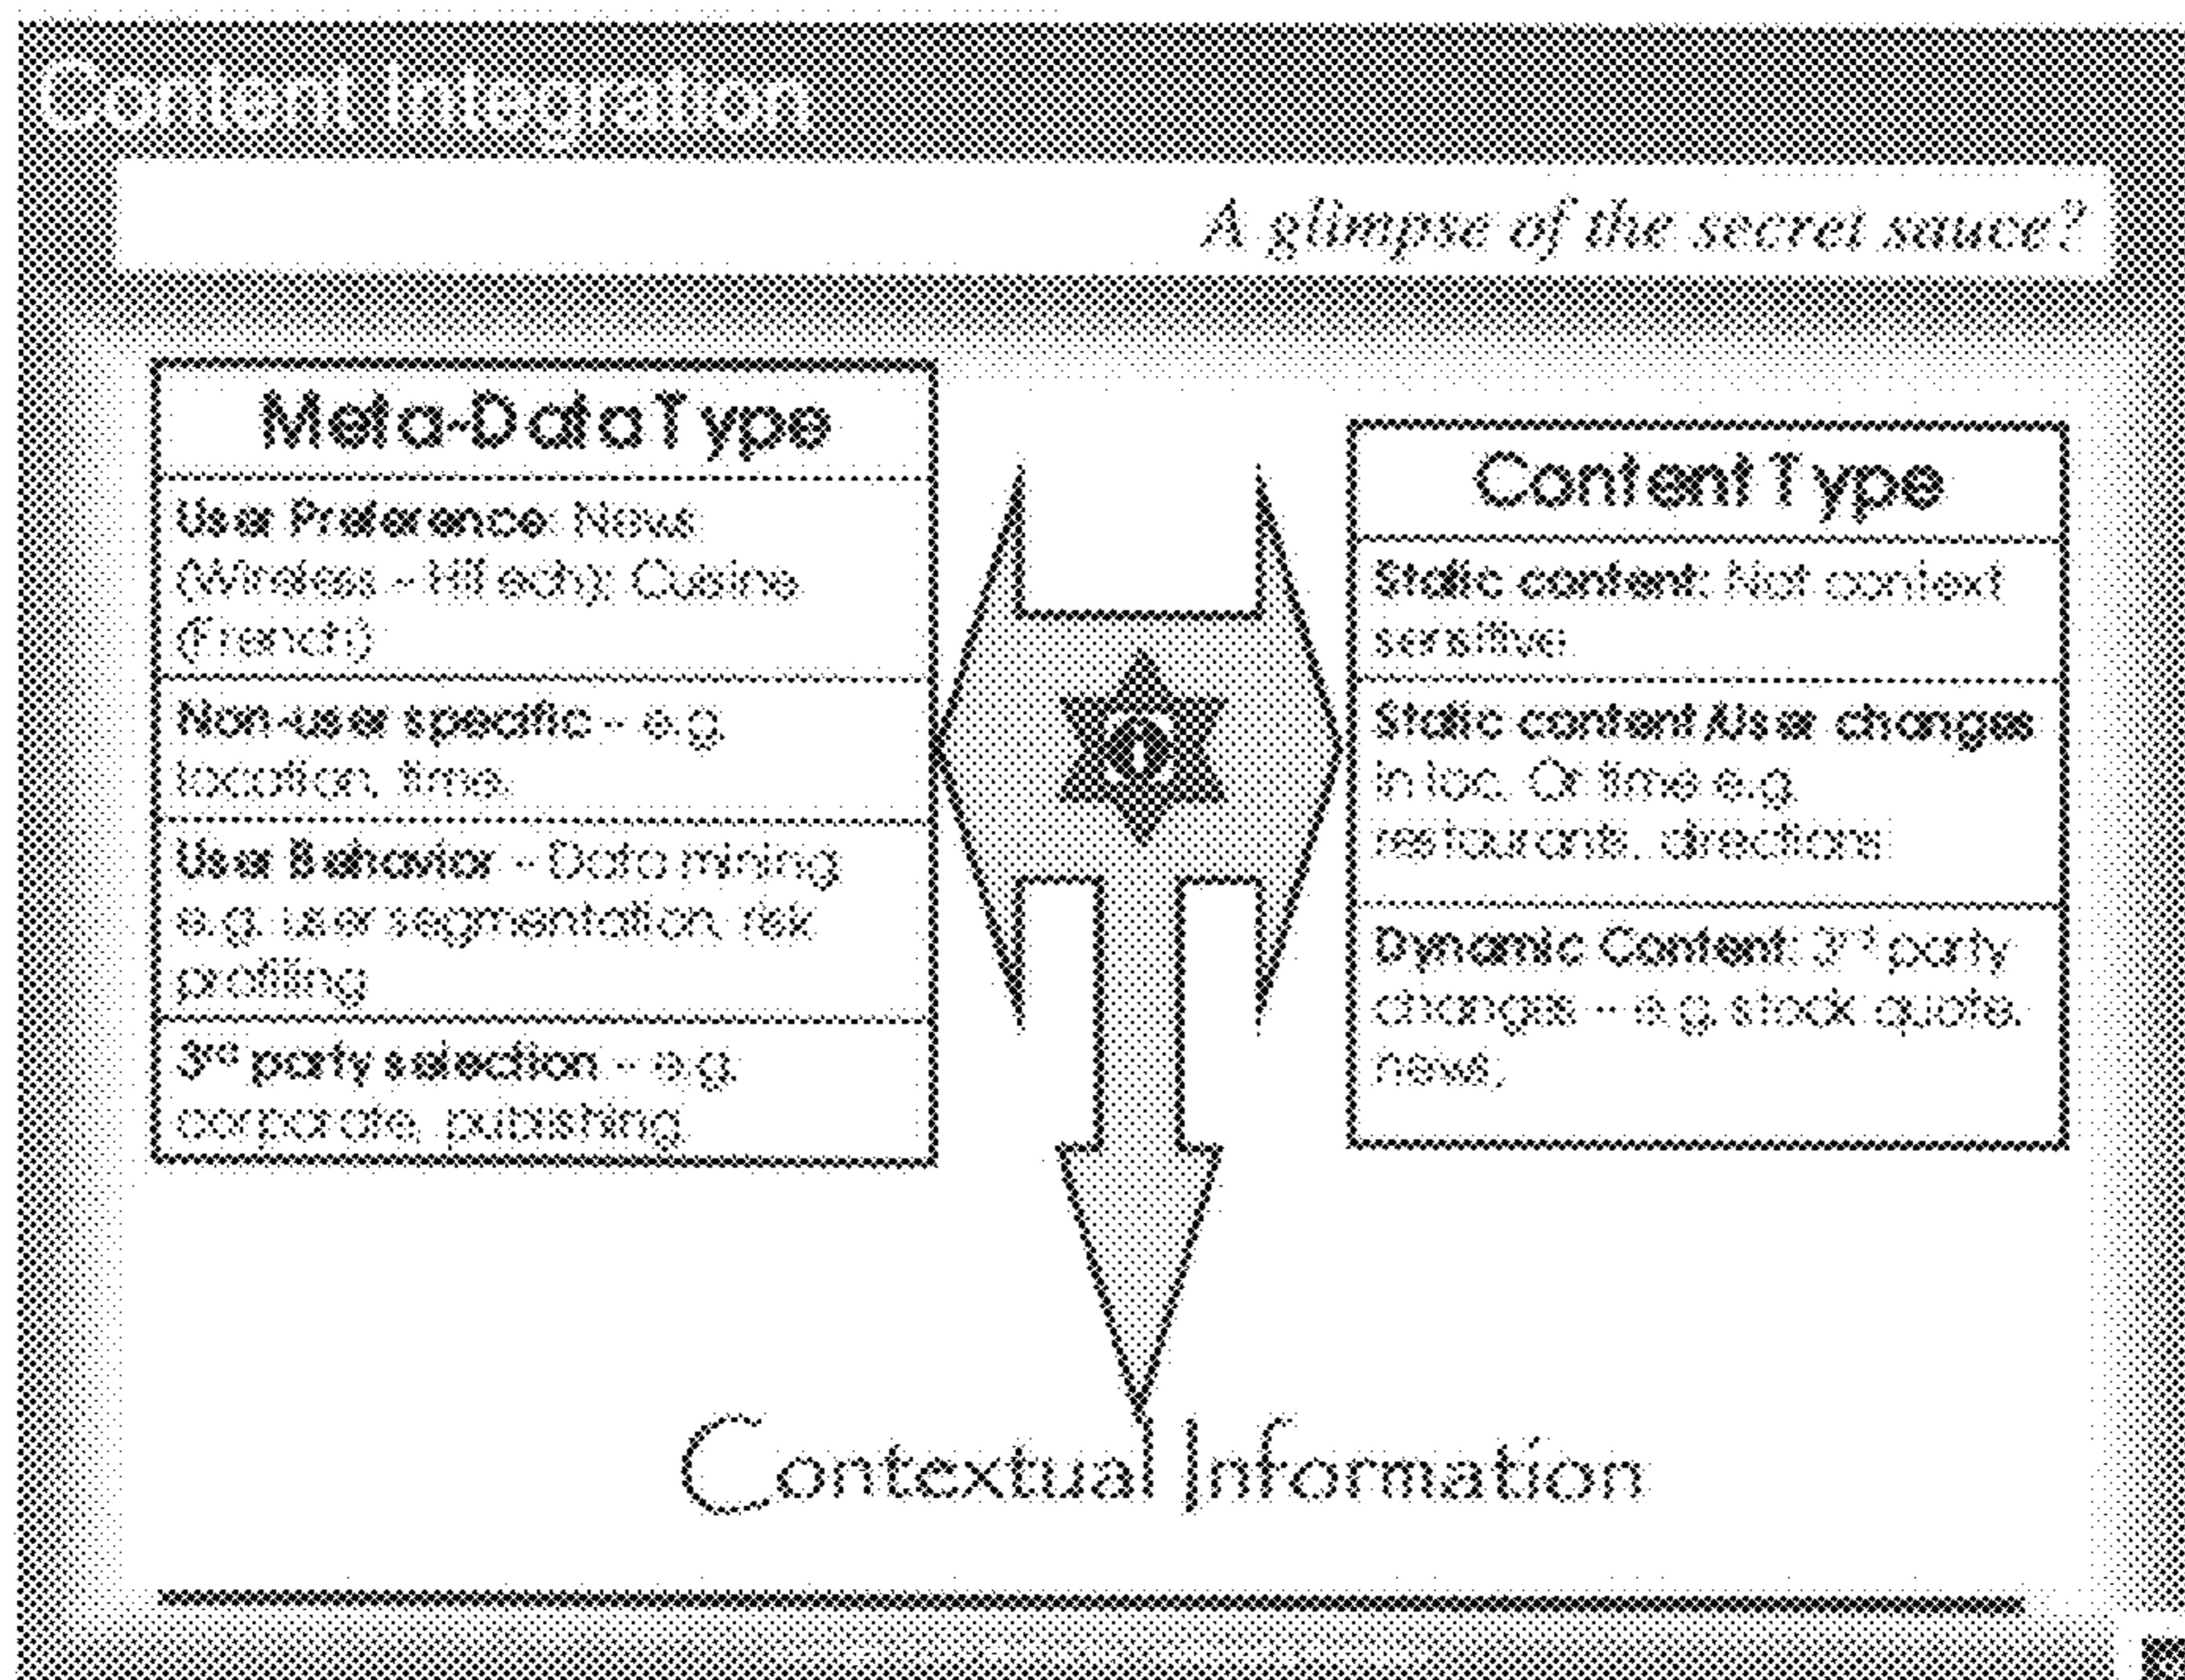 Content Integration
A glimpse of the secret sauce?
Meta-Data Type
User Preference: News
(Wireless - HiTech); Cuisine
(French)
Non-user specific - e.g.
location, time.
User Behavior - Data mining
e.g. user segmentation, risk
profiling
3rd party selection - e.g.
corporate, publishing
Content Type
Static content: Not context
sensitive
Static content/User changes
in loc. Or time e.g.
restaurants, directions
Dynamic Content: 3rd party
changes - e.g. stock quote,
news,
Contextual Information